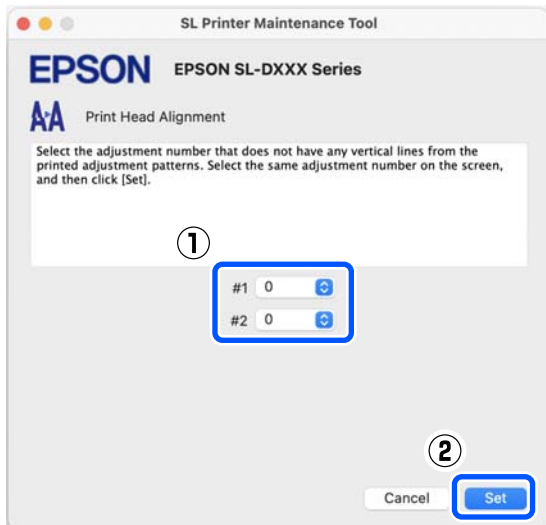 SL Printer Maintenance Tool
EPSON EPSON SL-DXXX Series
Print Head Alignment
Select the adjustment number that does not have any vertical lines from the
printed adjustment patterns. Select the same adjustment number on the screen,
and then click [Set].
①
#1 0
#2 0
②
Cancel Set